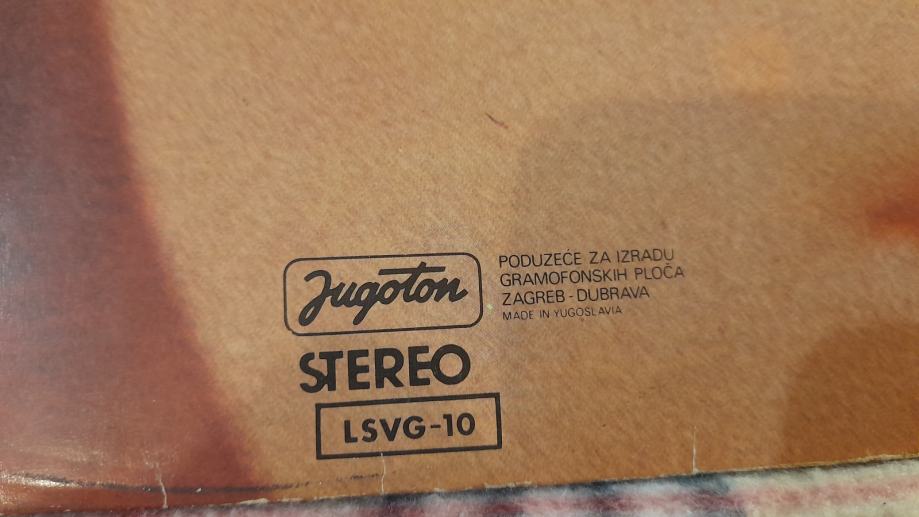 Jugoton
PODUZEĆE ZA IZRADU
GRAMOFONSKIH PLOČA
ZAGREB - DUBRAVA
MADE IN YUGOSLAVIA
STEREO
LSVG-10